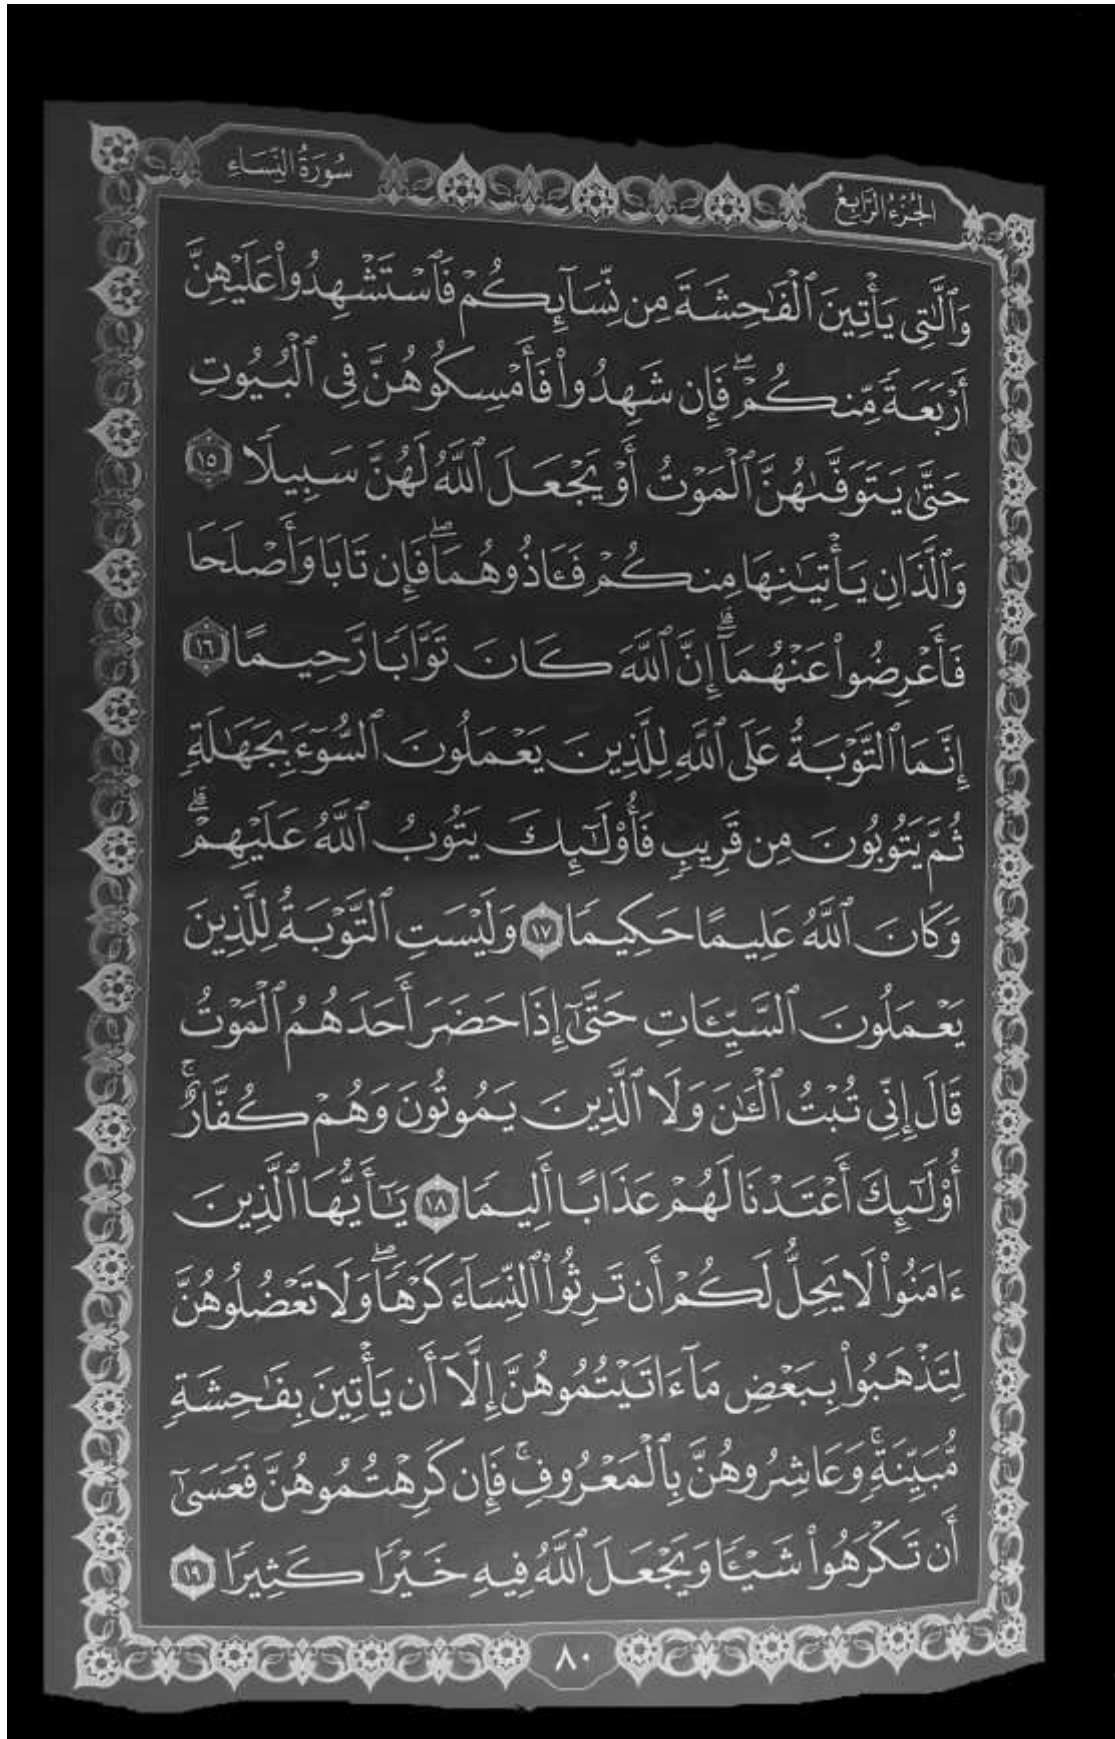 الجُزْءُ الرَّابِعُ
سُورَةُ النِّسَاءِ
وَٱلَّٰتِي يَأۡتِينَ ٱلۡفَٰحِشَةَ مِن نِّسَآئِكُمۡ فَٱسۡتَشۡهِدُواْ عَلَيۡهِنَّ
أَرۡبَعَةٗ مِّنكُمۡۖ فَإِن شَهِدُواْ فَأَمۡسِكُوهُنَّ فِي ٱلۡبُيُوتِ
حَتَّىٰ يَتَوَفَّىٰهُنَّ ٱلۡمَوۡتُ أَوۡ يَجۡعَلَ ٱللَّهُ لَهُنَّ سَبِيلٗا ١٥
وَٱلَّذَانِ يَأۡتِيَٰنِهَا مِنكُمۡ فَـَٔاذُوهُمَاۖ فَإِن تَابَا وَأَصۡلَحَا
فَأَعۡرِضُواْ عَنۡهُمَآۗ إِنَّ ٱللَّهَ كَانَ تَوَّابٗا رَّحِيمًا ١٦
إِنَّمَا ٱلتَّوۡبَةُ عَلَى ٱللَّهِ لِلَّذِينَ يَعۡمَلُونَ ٱلسُّوٓءَ بِجَهَٰلَةٖ
ثُمَّ يَتُوبُونَ مِن قَرِيبٖ فَأُوْلَٰٓئِكَ يَتُوبُ ٱللَّهُ عَلَيۡهِمۡۗ
وَكَانَ ٱللَّهُ عَلِيمًا حَكِيمٗا ١٧ وَلَيۡسَتِ ٱلتَّوۡبَةُ لِلَّذِينَ
يَعۡمَلُونَ ٱلسَّيِّـَٔاتِ حَتَّىٰٓ إِذَا حَضَرَ أَحَدَهُمُ ٱلۡمَوۡتُ
قَالَ إِنِّي تُبۡتُ ٱلۡـَٰٔنَ وَلَا ٱلَّذِينَ يَمُوتُونَ وَهُمۡ كُفَّارٌۚ
أُوْلَٰٓئِكَ أَعۡتَدۡنَا لَهُمۡ عَذَابًا أَلِيمٗا ١٨ يَٰٓأَيُّهَا ٱلَّذِينَ
ءَامَنُواْ لَا يَحِلُّ لَكُمۡ أَن تَرِثُواْ ٱلنِّسَآءَ كَرۡهٗاۖ وَلَا تَعۡضُلُوهُنَّ
لِتَذۡهَبُواْ بِبَعۡضِ مَآ ءَاتَيۡتُمُوهُنَّ إِلَّآ أَن يَأۡتِينَ بِفَٰحِشَةٖ
مُّبَيِّنَةٖۚ وَعَاشِرُوهُنَّ بِٱلۡمَعۡرُوفِۚ فَإِن كَرِهۡتُمُوهُنَّ فَعَسَىٰٓ
أَن تَكۡرَهُواْ شَيۡـٔٗا وَيَجۡعَلَ ٱللَّهُ فِيهِ خَيۡرٗا كَثِيرٗا ١٩
٨٠